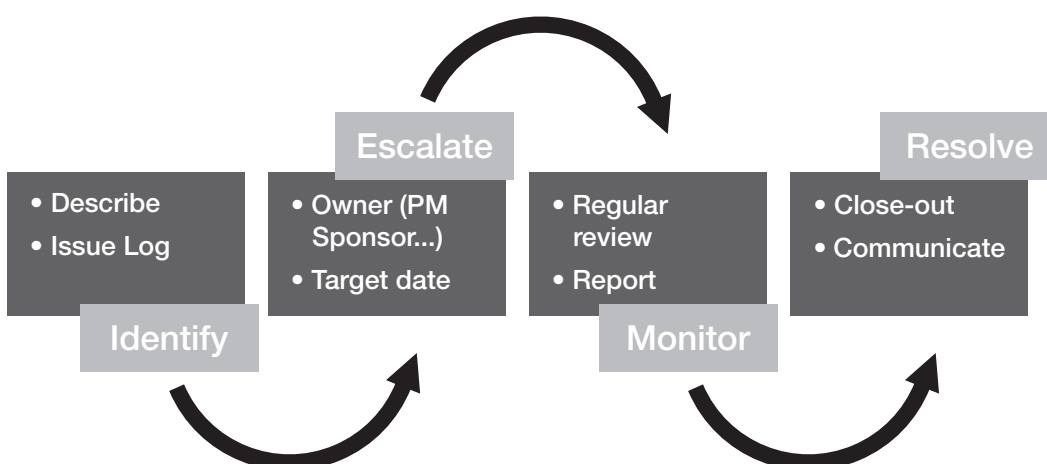 • Describe
• Issue Log
Identify
Escalate
• Owner (PM
Sponsor...)
• Target date
• Regular
review
• Report
Monitor
Resolve
• Close-out
• Communicate